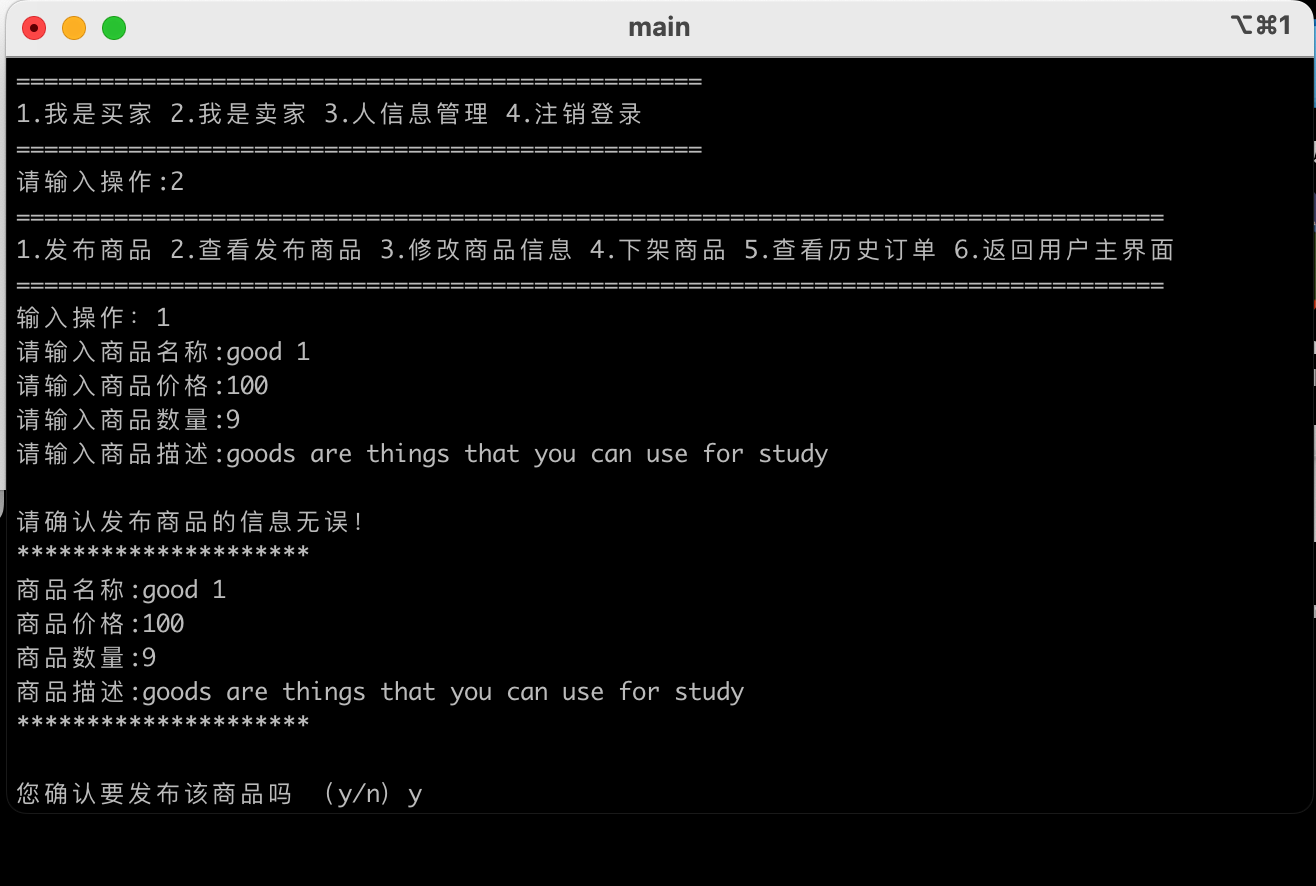 main
⌥⌘1
=================================================
1.我是买家 2.我是卖家 3.人信息管理 4.注销登录
=================================================
请输入操作:2
==================================================================================
1.发布商品 2.查看发布商品 3.修改商品信息 4.下架商品 5.查看历史订单 6.返回用户主界面
==================================================================================
输入操作：1
请输入商品名称:good 1
请输入商品价格:100
请输入商品数量:9
请输入商品描述:goods are things that you can use for study
请确认发布商品的信息无误!
*********************
商品名称:good 1
商品价格:100
商品数量:9
商品描述:goods are things that you can use for study
*********************
您确认要发布该商品吗 （y/n）y